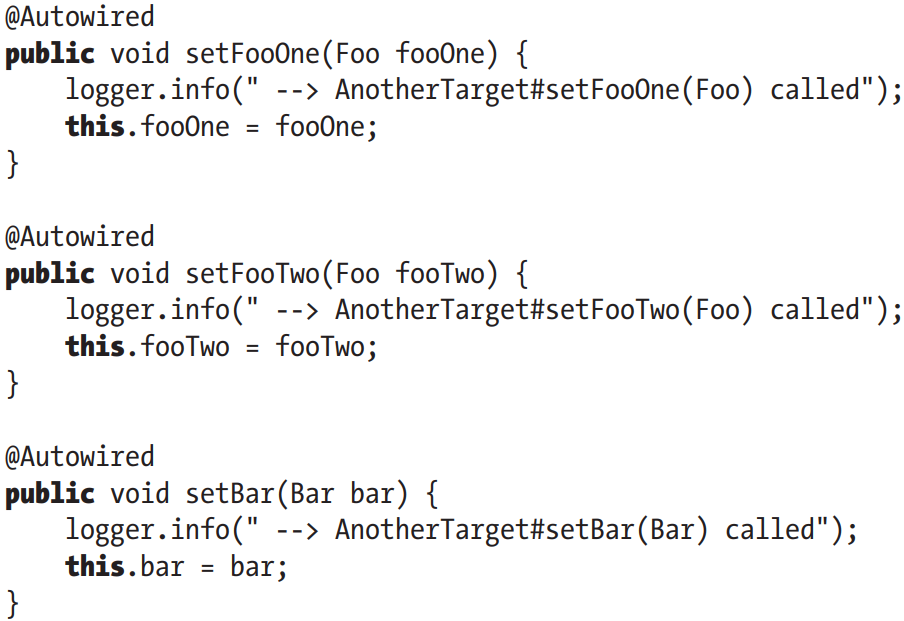 @Autowired
public void setFooOne(Foo fooOne) {
    logger.info(" --> AnotherTarget#setFooOne(Foo) called");
    this.fooOne = fooOne;
}

@Autowired
public void setFooTwo(Foo fooTwo) {
    logger.info(" --> AnotherTarget#setFooTwo(Foo) called");
    this.fooTwo = fooTwo;
}

@Autowired
public void setBar(Bar bar) {
    logger.info(" --> AnotherTarget#setBar(Bar) called");
    this.bar = bar;
}